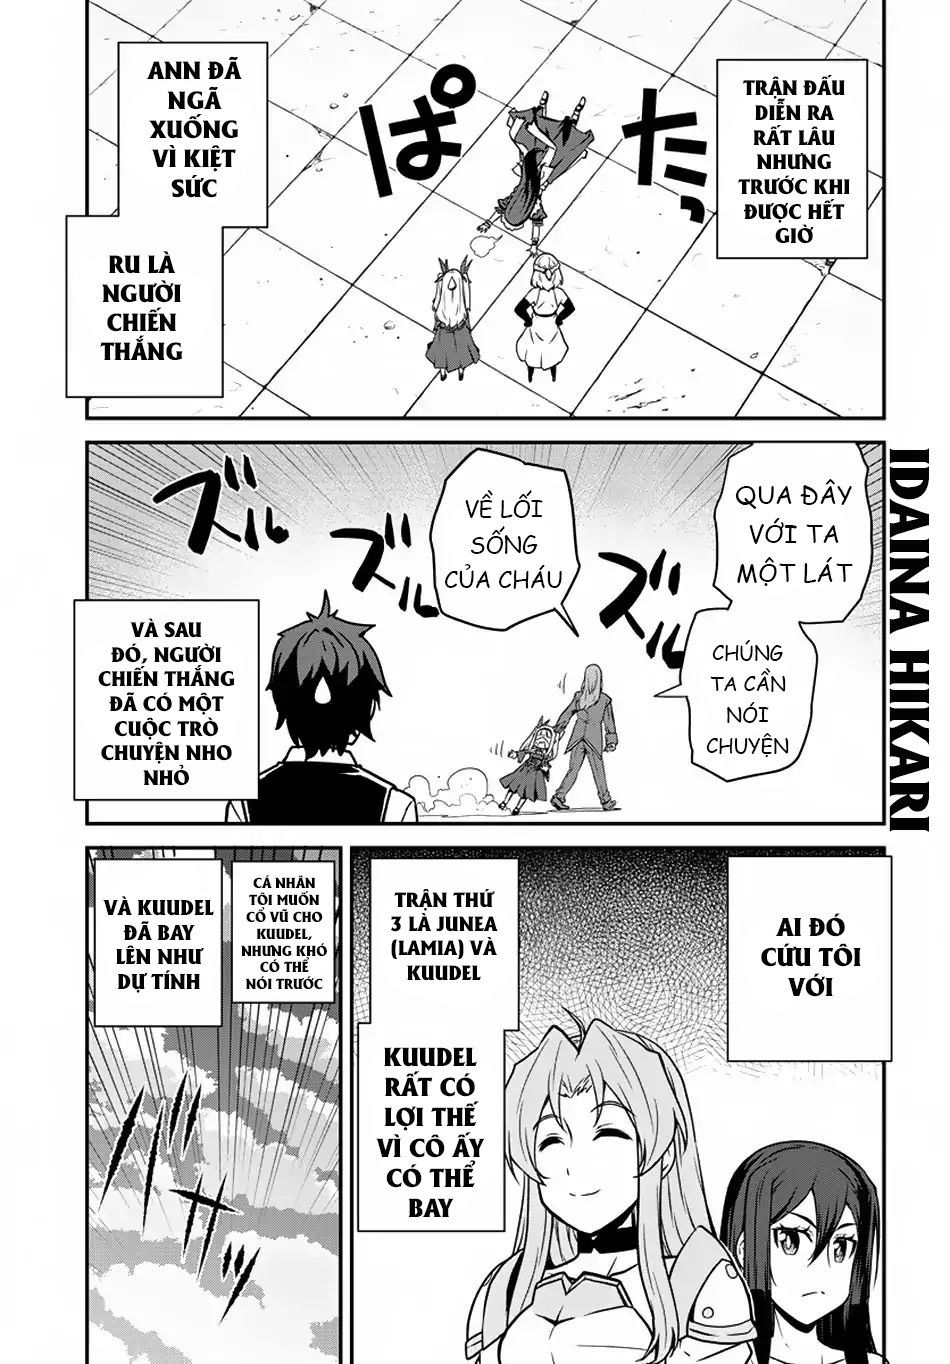 TRẬN ĐẤU
DIỄN RA
RẤT LÂU
NHƯNG
TRƯỚC KHI
ĐƯỢC HẾT
GIỜ
ぱたっ
ANN ĐÃ
NGÃ
XUỐNG
VÌ KIỆT
SỨC
RU LÀ
NGƯỜI
CHIẾN
THẮNG
QUA ĐÂY
VỚI TA
MỘT LÁT
CHÚNG
TA CẦN
NÓI
CHUYỆN
VỀ LỐI
SỐNG
CỦA CHÁU
ズル
ズル
ズル
VÀ SAU
ĐÓ, NGƯỜI
CHIẾN THẮNG
ĐÃ CÓ MỘT
CUỘC TRÒ
CHUYỆN NHO
NHỎ
IDAINA HIKARI
AI ĐÓ
CỨU TÔI
VỚI
TRẬN THỨ
3 LÀ JUNEA
(LAMIA) VÀ
KUUDEL
KUUDEL
RẤT CÓ
LỢI THẾ
VÌ CÔ ẤY
CÓ THỂ
BAY
CÁ NHÂN
TÔI MUỐN
CỔ VŨ CHO
KUUDEL,
NHƯNG KHÓ
CÓ THỂ
NÓI TRƯỚC
VÀ KUUDEL
ĐÃ BAY
LÊN NHƯ
DỰ TÍNH